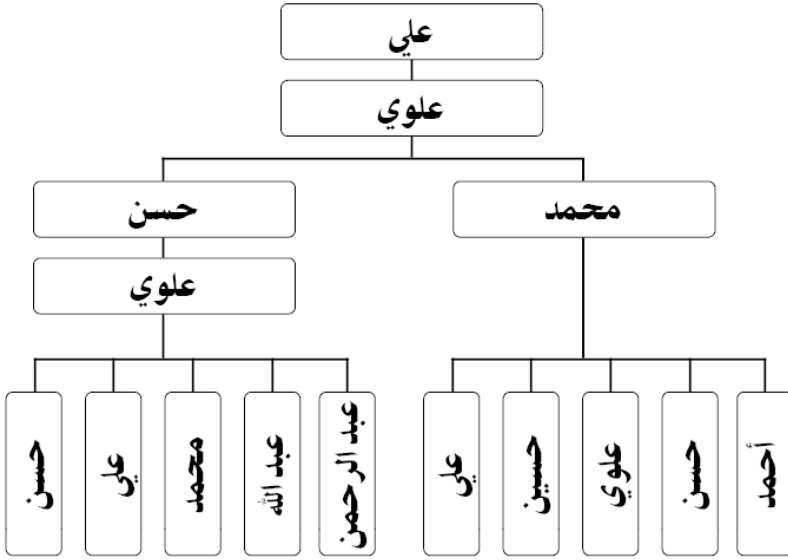 علي
علوي
محمد
حسن
علوي
أحمد
حسن
علوي
حسين
علي
عبد الرحمن
عبد الله
محمد
علي
حسن